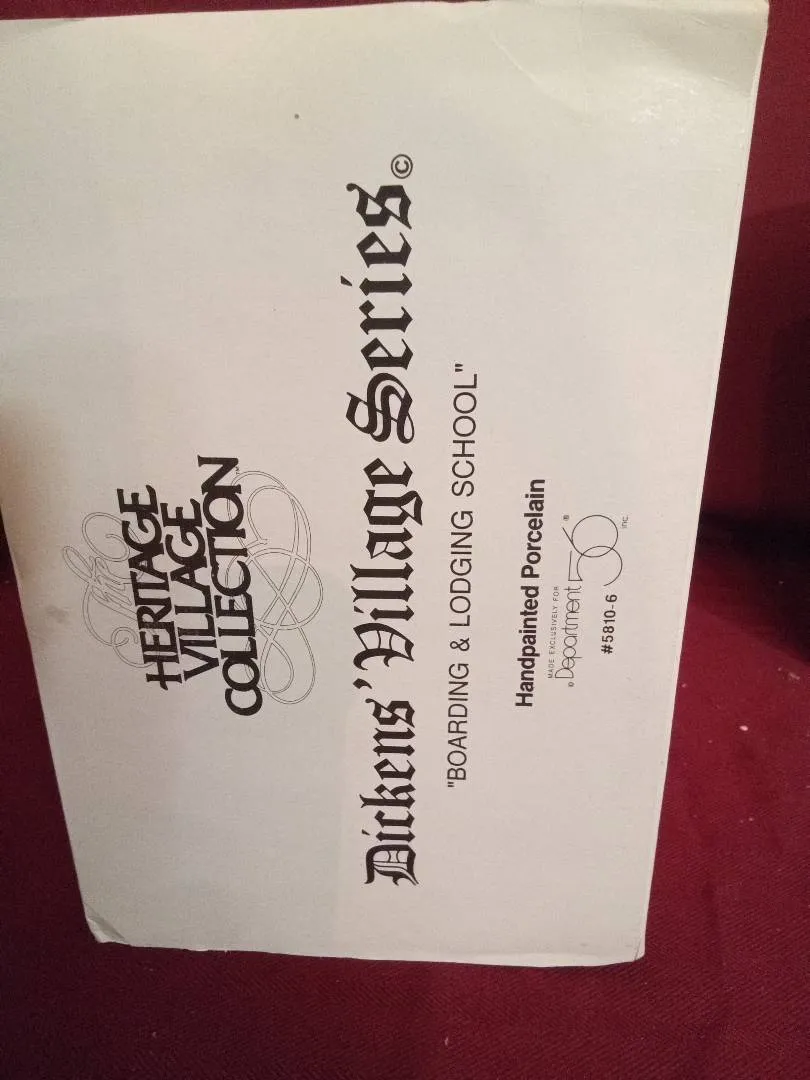 The
HERITAGE
VILLAGE
COLLECTION™
Dickens' Village Series©
"BOARDING & LODGING SCHOOL"
Handpainted Porcelain
MADE EXCLUSIVELY FOR
© Department 56® Inc.
#5810-6